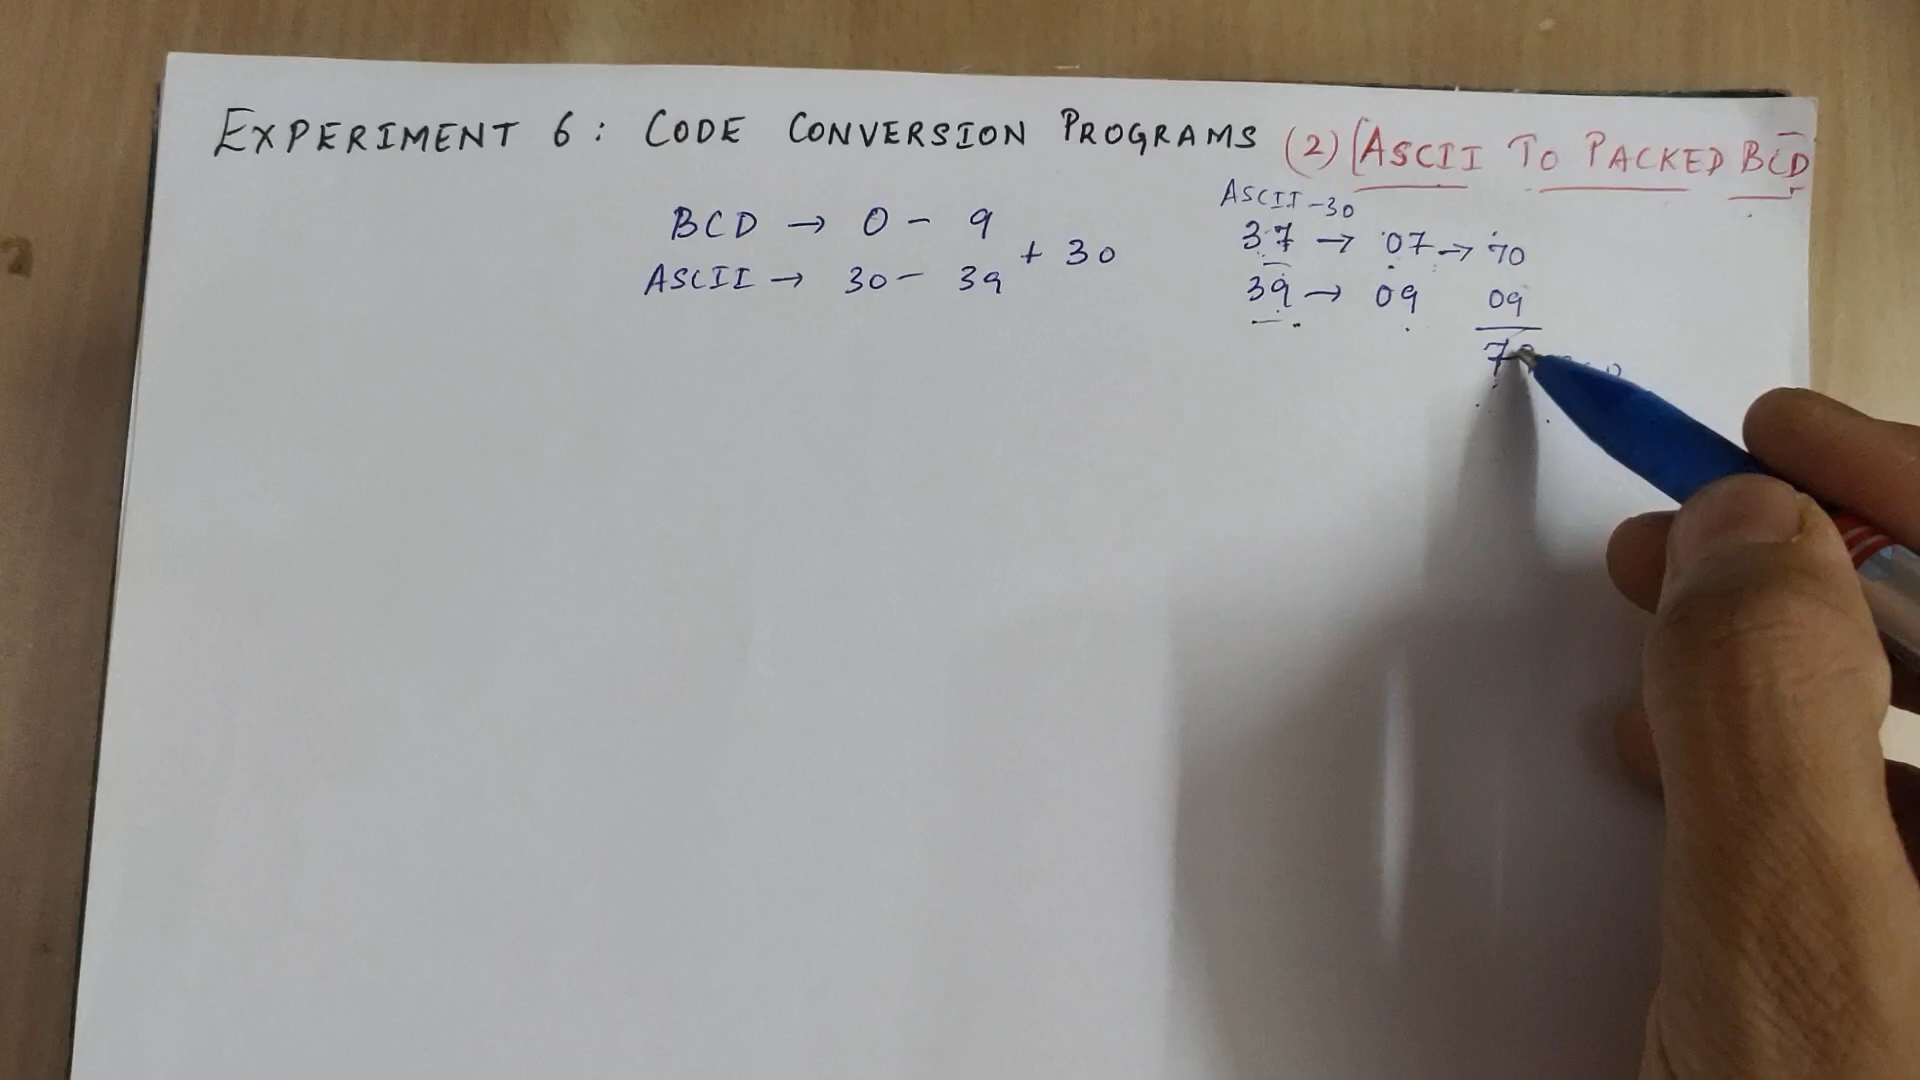 EXPERIMENT 6: CODE CONVERSION PROGRAMS (2) [ASCII TO PACKED BCD
BCD → 0 - 9
ASCII → 30 - 39
+ 30
ASCII -30
37 → 07 → 70
39 → 09 09